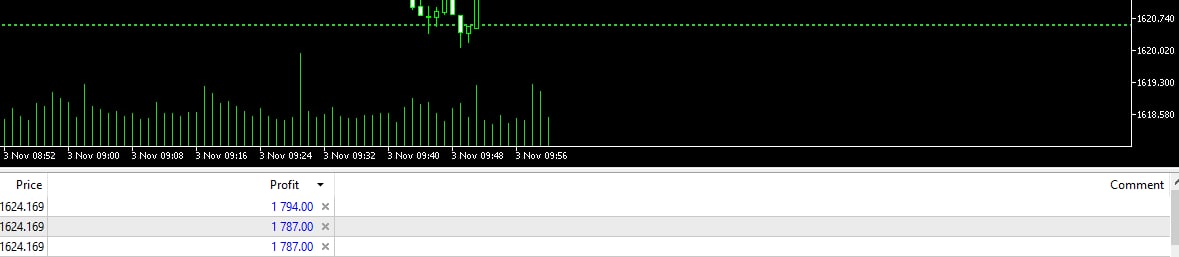 1620.740
1620.020
1619.300
1618.580
3 Nov 08:52 3 Nov 09:00 3 Nov 09:08 3 Nov 09:16 3 Nov 09:24 3 Nov 09:32 3 Nov 09:40 3 Nov 09:48 3 Nov 09:56
Price Profit Comment
1624.169 1 794.00
1624.169 1 787.00
1624.169 1 787.00